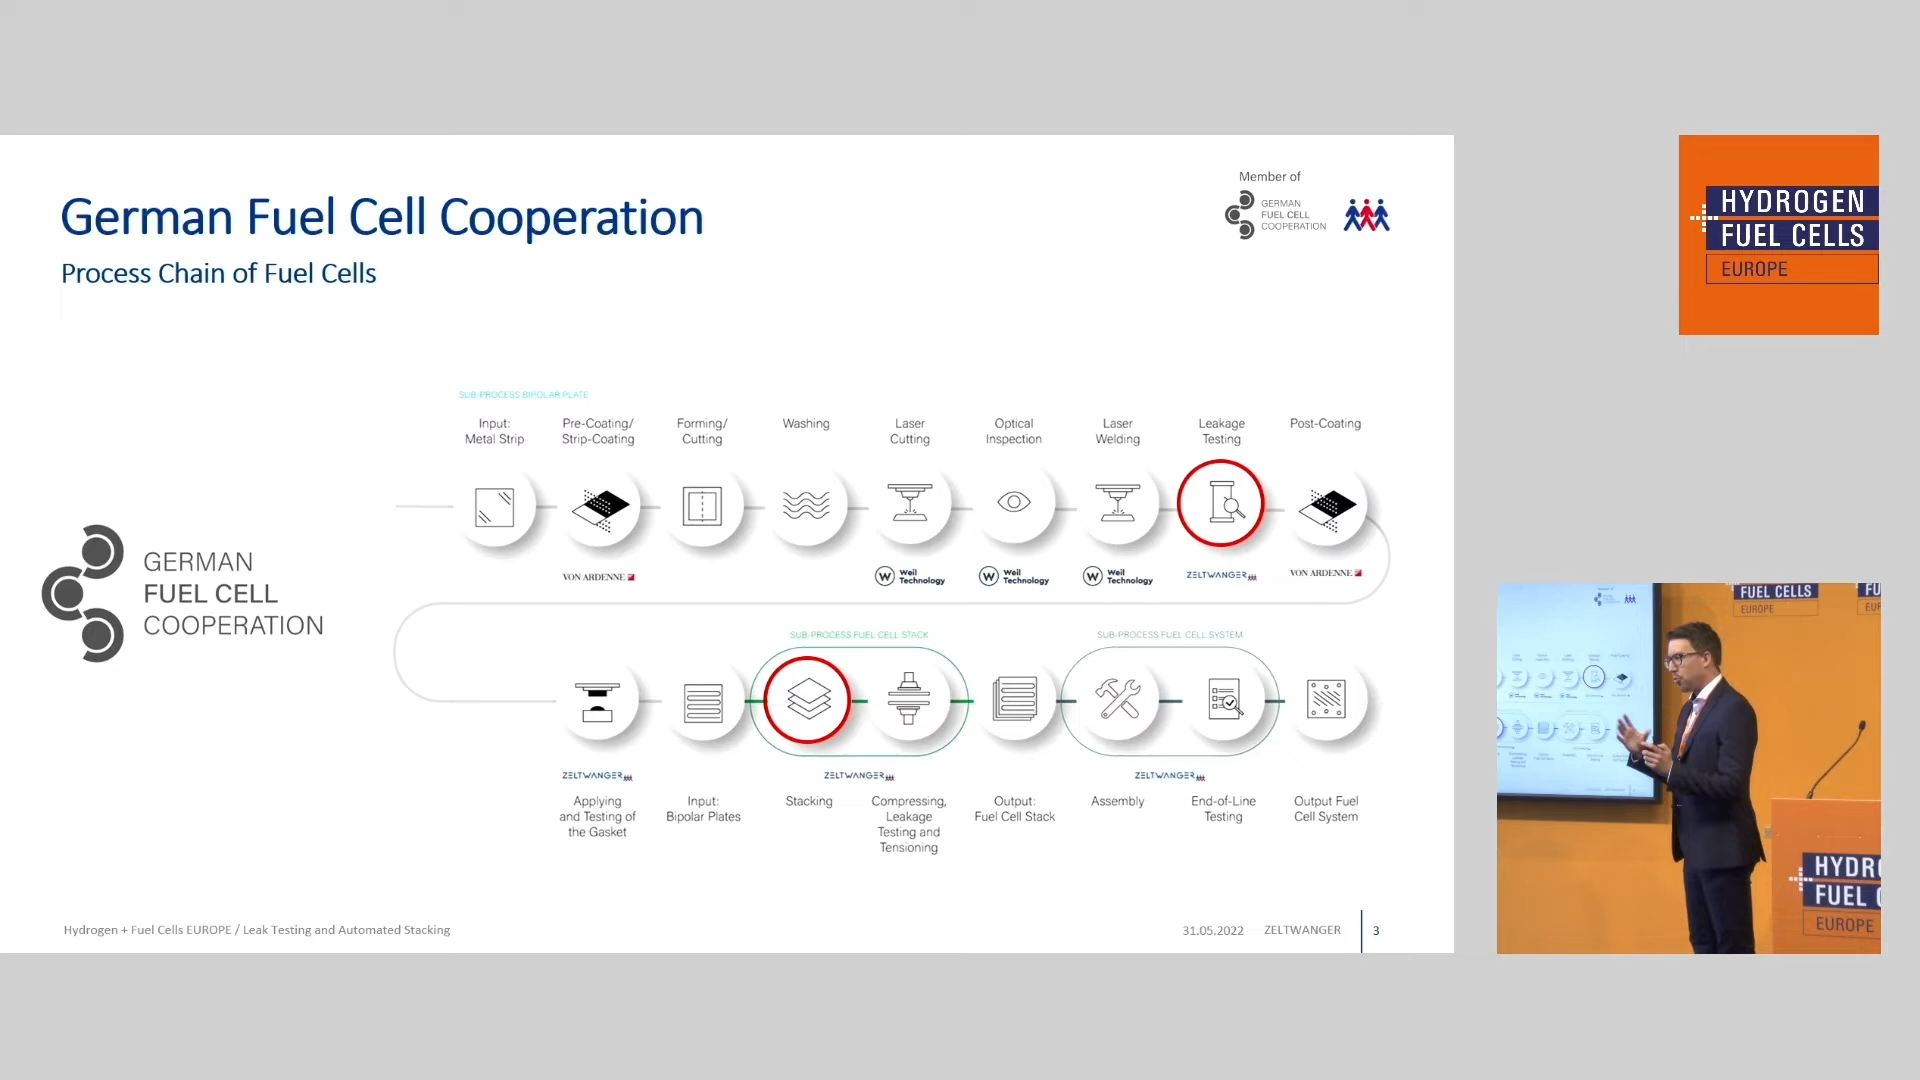 German Fuel Cell Cooperation
Process Chain of Fuel Cells
Member of
GERMAN
FUEL CELL
COOPERATION
HYDROGEN
FUEL CELLS
EUROPE
SUB-PROCESS BIPOLAR PLATE
Input:
Metal Strip
Pre-Coating/
Strip-Coating
Forming/
Cutting
Washing
Laser
Cutting
Optical
Inspection
Laser
Welding
Leakage
Testing
Post-Coating
VON ARDENNE
Weil
Technology
Weil
Technology
Weil
Technology
ZELTWANGER
VON ARDENNE
GERMAN
FUEL CELL
COOPERATION
SUB-PROCESS FUEL CELL STACK
SUB-PROCESS FUEL CELL SYSTEM
ZELTWANGER
ZELTWANGER
ZELTWANGER
Applying
and Testing of
the Gasket
Input:
Bipolar Plates
Stacking
Compressing,
Leakage
Testing and
Tensioning
Output:
Fuel Cell Stack
Assembly
End-of-Line
Testing
Output Fuel
Cell System
Hydrogen + Fuel Cells EUROPE / Leak Testing and Automated Stacking
31.05.2022
ZELTWANGER
3
FUEL CELLS
EUROPE
FU
EUR
HYDR
FUEL C
EUROPE